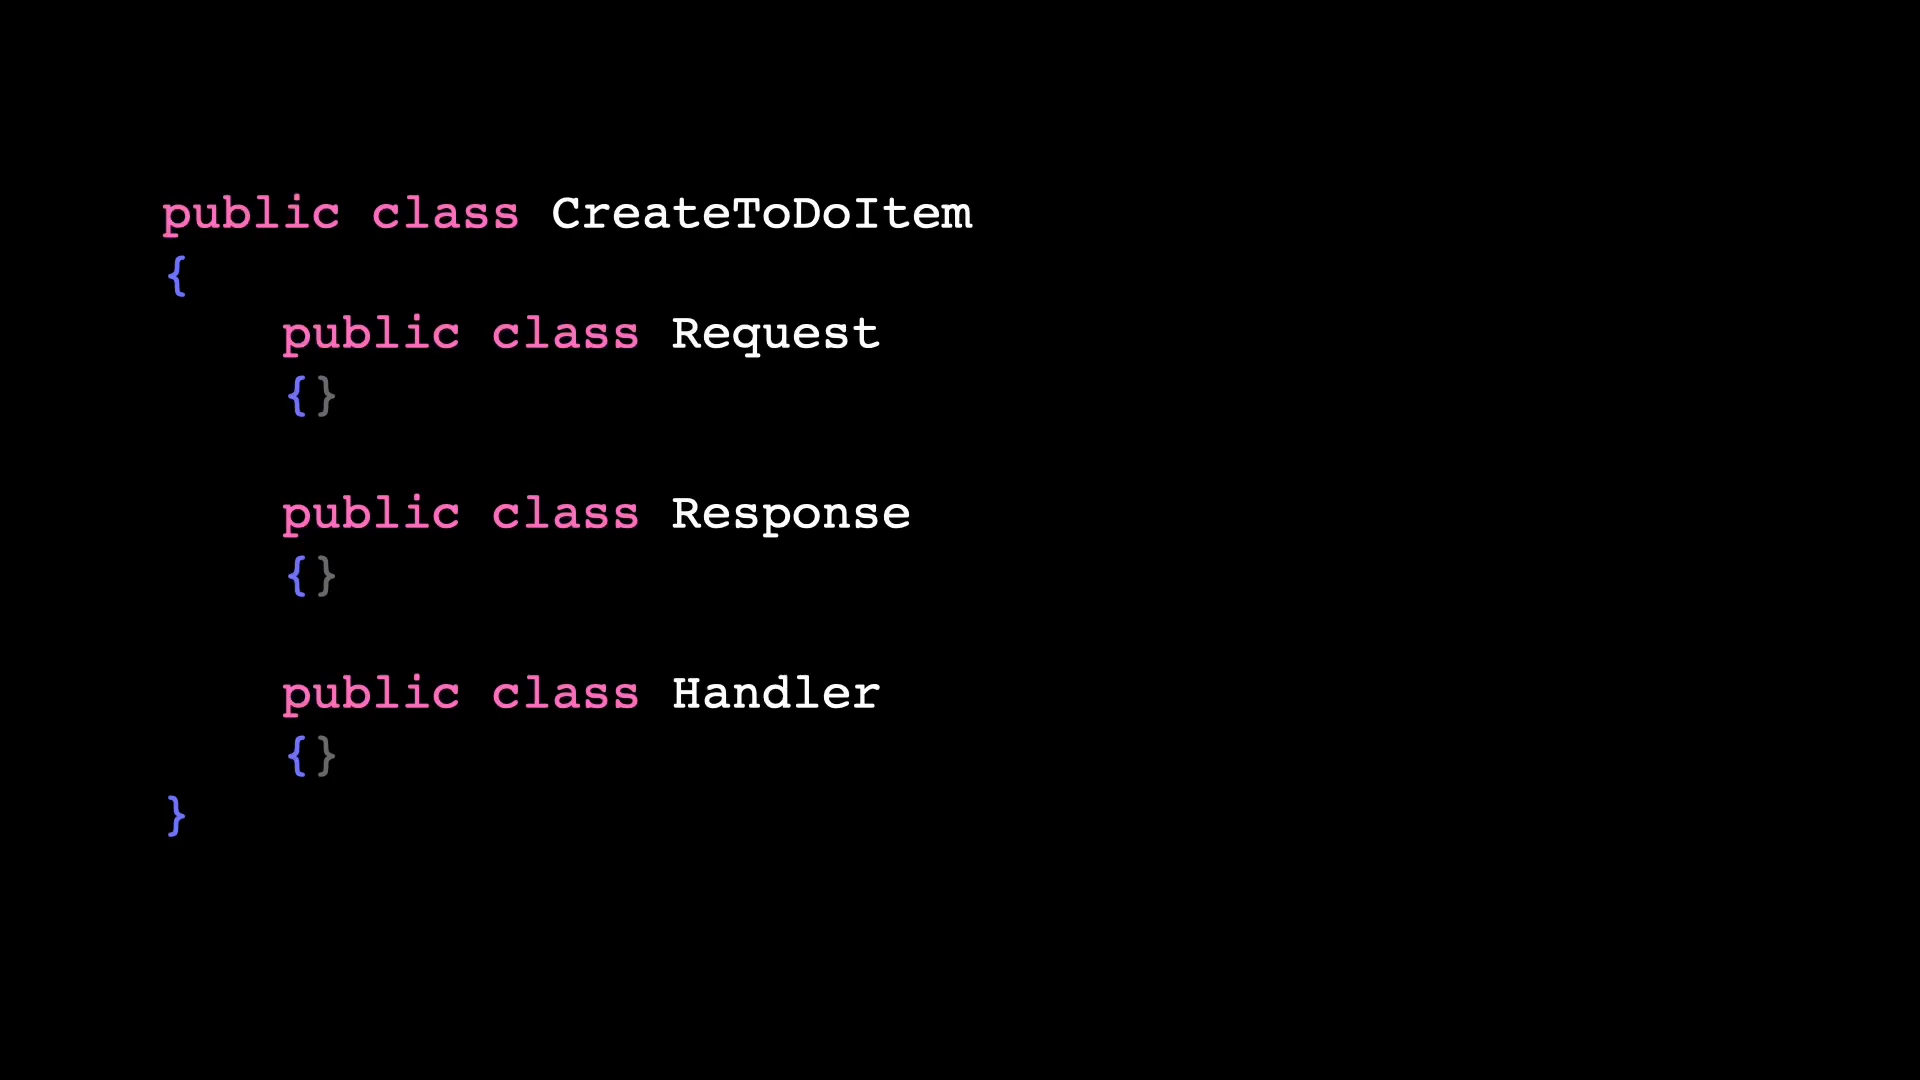 public class CreateToDoItem
{
    public class Request
    {}

    public class Response
    {}

    public class Handler
    {}
}